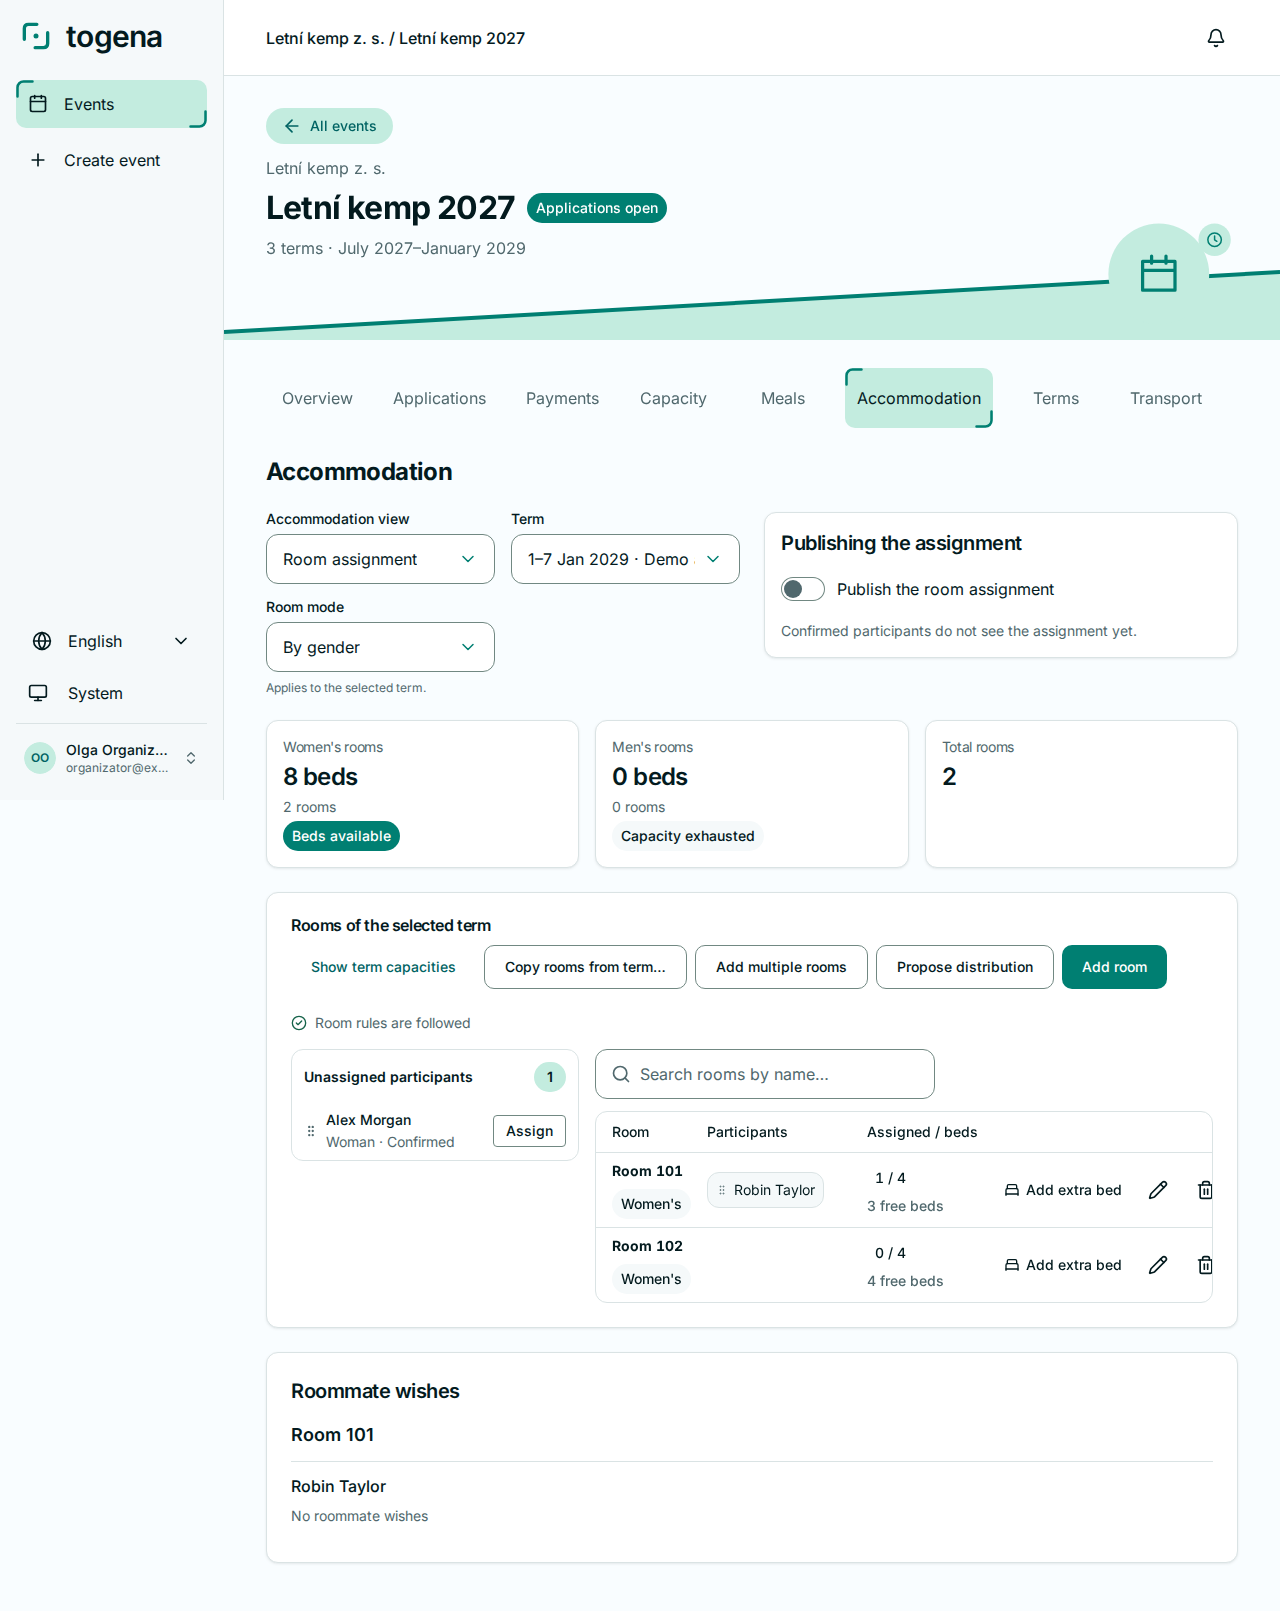 togena
Letní kemp z. s. / Letní kemp 2027
Events
Create event
All events
Letní kemp z. s.
Letní kemp 2027
Applications open
3 terms · July 2027–January 2029
Overview
Applications
Payments
Capacity
Meals
Accommodation
Terms
Transport
Accommodation
Accommodation view
Room assignment
Term
1–7 Jan 2029 · Demo
Room mode
By gender
Applies to the selected term.
Publishing the assignment
Publish the room assignment
Confirmed participants do not see the assignment yet.
English
System
OO
Olga Organiz...
organizator@ex...
Women's rooms
8 beds
2 rooms
Beds available
Men's rooms
0 beds
0 rooms
Capacity exhausted
Total rooms
2
Rooms of the selected term
Show term capacities
Copy rooms from term...
Add multiple rooms
Propose distribution
Add room
Room rules are followed
Unassigned participants
1
Alex Morgan
Woman · Confirmed
Assign
Search rooms by name...
Room
Participants
Assigned / beds
Room 101
Women's
Robin Taylor
1 / 4
3 free beds
Add extra bed
Room 102
Women's
0 / 4
4 free beds
Add extra bed
Roommate wishes
Room 101
Robin Taylor
No roommate wishes